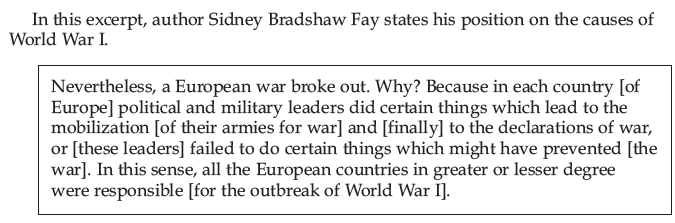 In this excerpt, author Sidney Bradshaw Fay states his position on the causes of
World War I.
Nevertheless, a European war broke out. Why? Because in each country [of
Europe] political and military leaders did certain things which lead to the
mobilization [of their armies for war] and [finally] to the declarations of war,
or [these leaders] failed to do certain things which might have prevented [the
war]. In this sense, all the European countries in greater or lesser degree
were responsible [for the outbreak of World War I].